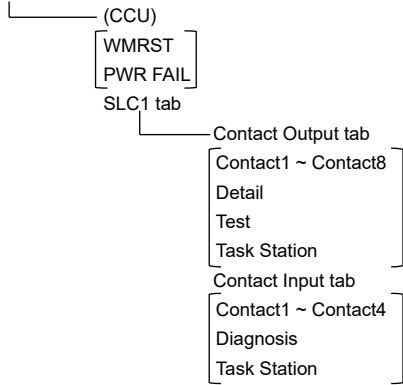 (CCU)
WMRST
PWR FAIL
SLC1 tab
Contact Output tab
Contact1 ~ Contact8
Detail
Test
Task Station
Contact Input tab
Contact1 ~ Contact4
Diagnosis
Task Station